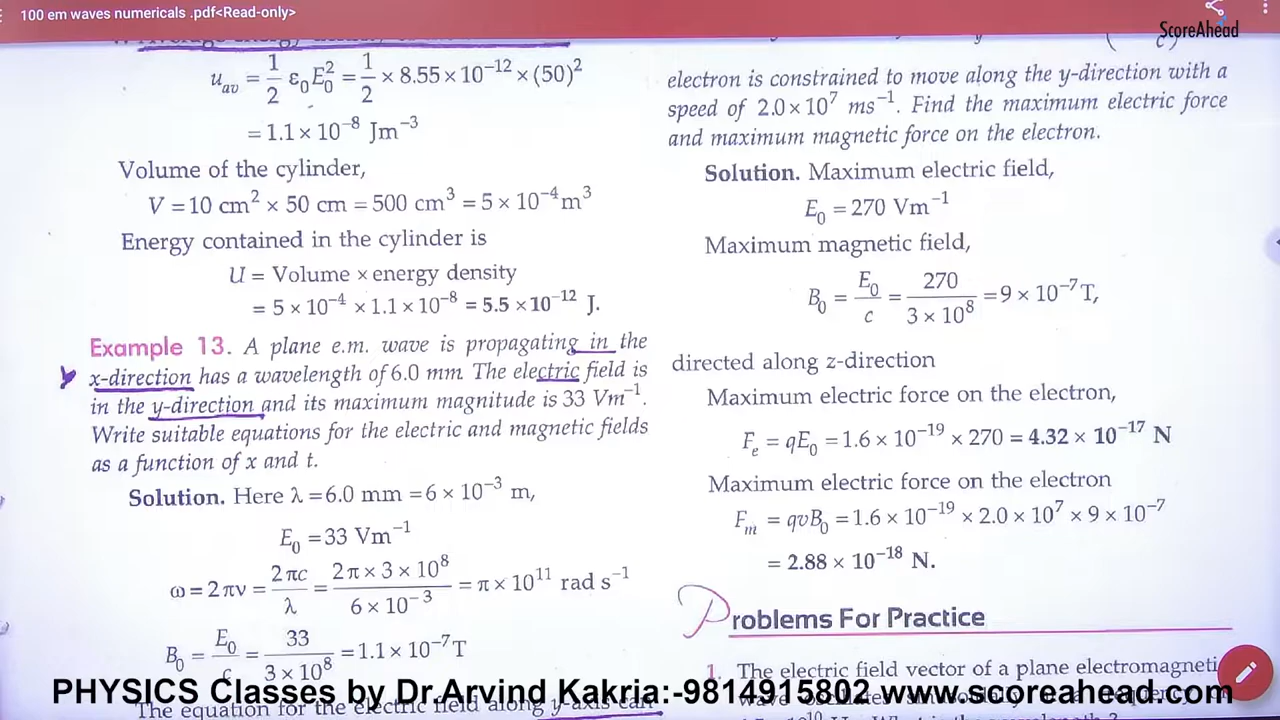 100 em waves numericals .pdf<Read-only>
ScoreAhead
u_av = 1/2 ε₀E₀² = 1/2 × 8.55 × 10⁻¹² × (50)²
= 1.1 × 10⁻⁸ Jm⁻³
Volume of the cylinder,
V = 10 cm² × 50 cm = 500 cm³ = 5 × 10⁻⁴ m³
Energy contained in the cylinder is
U = Volume × energy density
= 5 × 10⁻⁴ × 1.1 × 10⁻⁸ = 5.5 × 10⁻¹² J.
Example 13. A plane e.m. wave is propagating in the
x-direction has a wavelength of 6.0 mm. The electric field is
in the y-direction and its maximum magnitude is 33 Vm⁻¹.
Write suitable equations for the electric and magnetic fields
as a function of x and t.
Solution. Here λ = 6.0 mm = 6 × 10⁻³ m,
E₀ = 33 Vm⁻¹
ω = 2πν = 2πc/λ = (2π × 3 × 10⁸)/(6 × 10⁻³) = π × 10¹¹ rad s⁻¹
B₀ = E₀/c = 33/(3 × 10⁸) = 1.1 × 10⁻⁷ T
The equation for the electric field along y-axis can
electron is constrained to move along the y-direction with a
speed of 2.0 × 10⁷ ms⁻¹. Find the maximum electric force
and maximum magnetic force on the electron.
Solution. Maximum electric field,
E₀ = 270 Vm⁻¹
Maximum magnetic field,
B₀ = E₀/c = 270/(3 × 10⁸) = 9 × 10⁻⁷ T,
directed along z-direction
Maximum electric force on the electron,
F_e = qE₀ = 1.6 × 10⁻¹⁹ × 270 = 4.32 × 10⁻¹⁷ N
Maximum electric force on the electron
F_m = qvB₀ = 1.6 × 10⁻¹⁹ × 2.0 × 10⁷ × 9 × 10⁻⁷
= 2.88 × 10⁻¹⁸ N.
Problems For Practice
1. The electric field vector of a plane electromagneti
PHYSICS Classes by Dr.Arvind Kakria:-9814915802 www.scoreahead.com